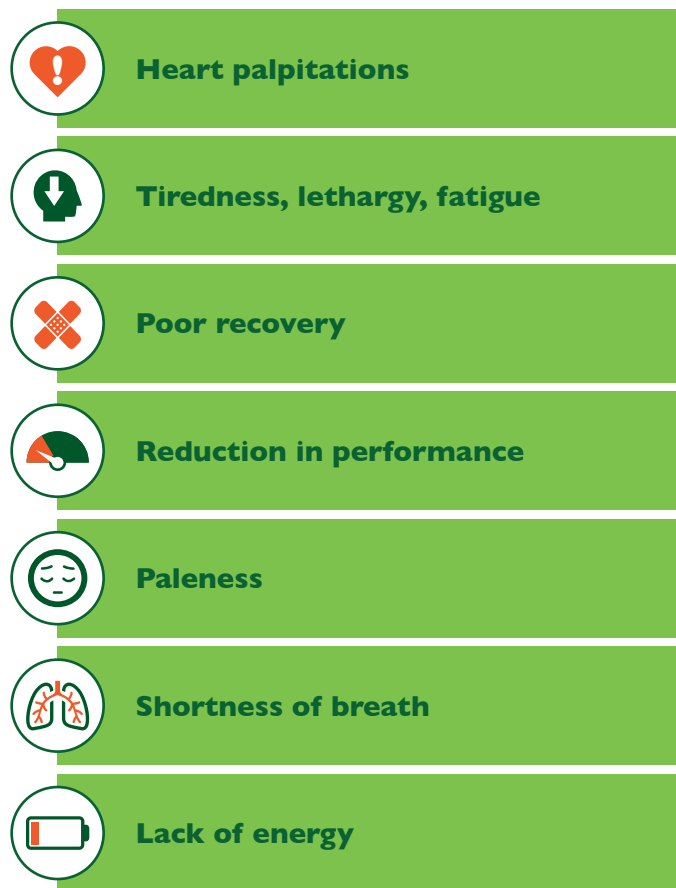 Heart palpitations
Tiredness, lethargy, fatigue
Poor recovery
Reduction in performance
Paleness
Shortness of breath
Lack of energy